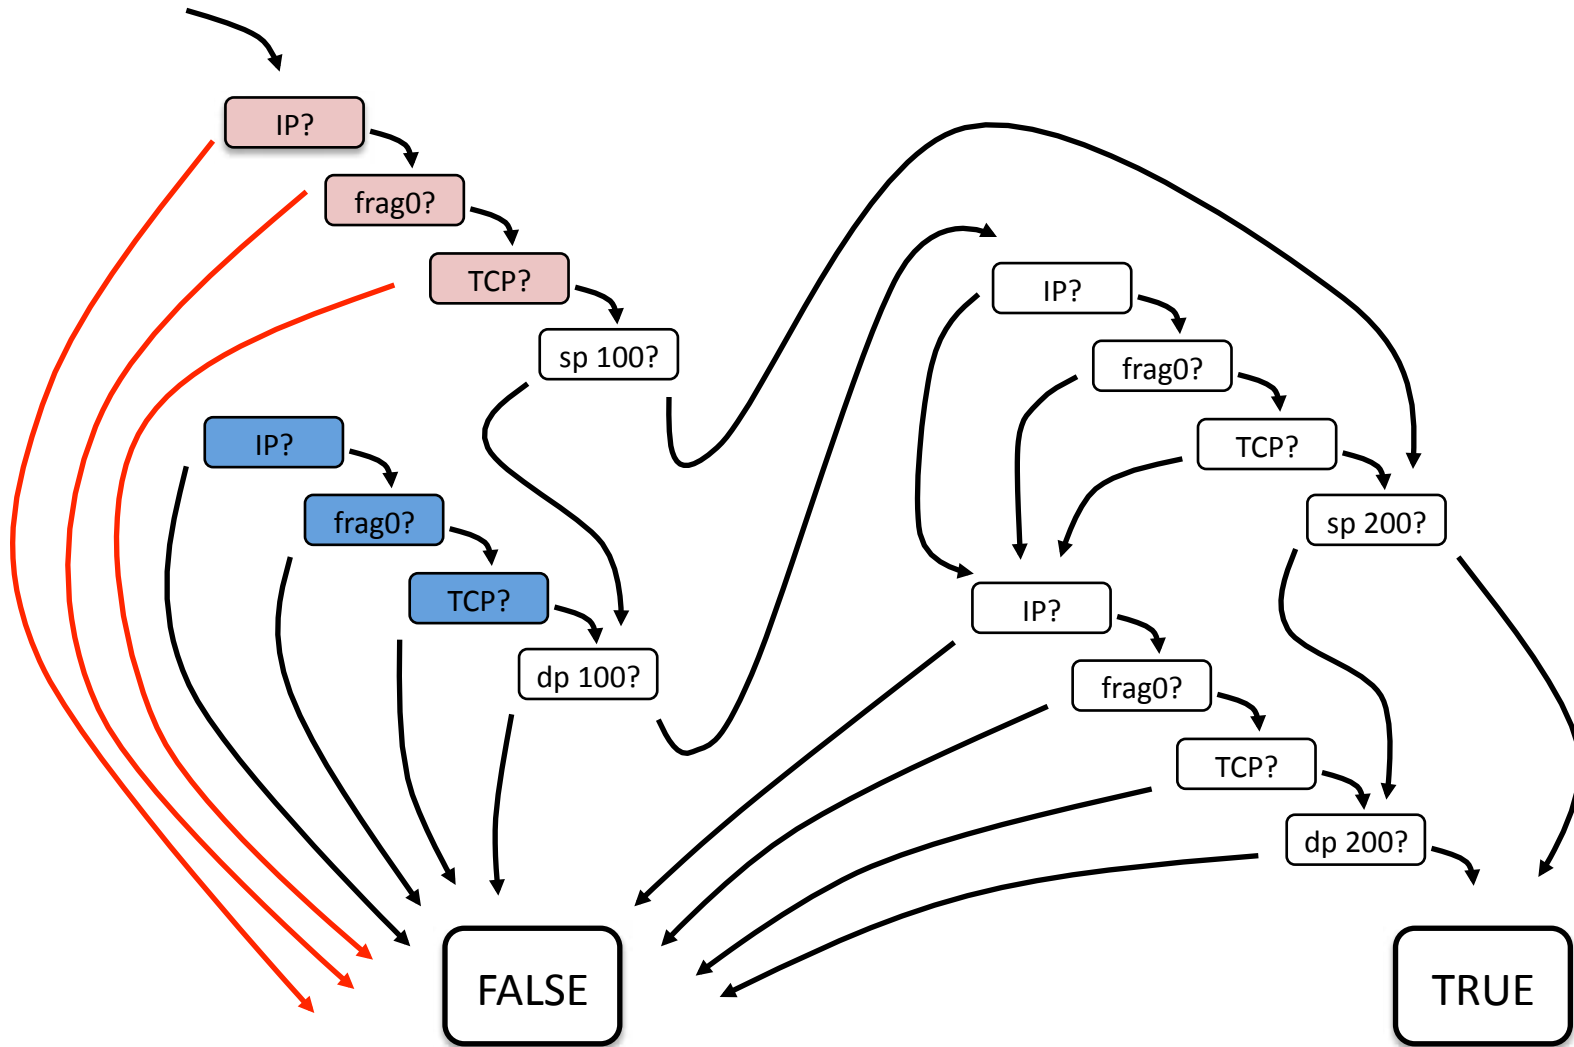 IP?
frag0?
TCP?
sp 100?
IP?
frag0?
TCP?
dp 100?
IP?
frag0?
TCP?
sp 200?
IP?
frag0?
TCP?
dp 200?
FALSE
TRUE